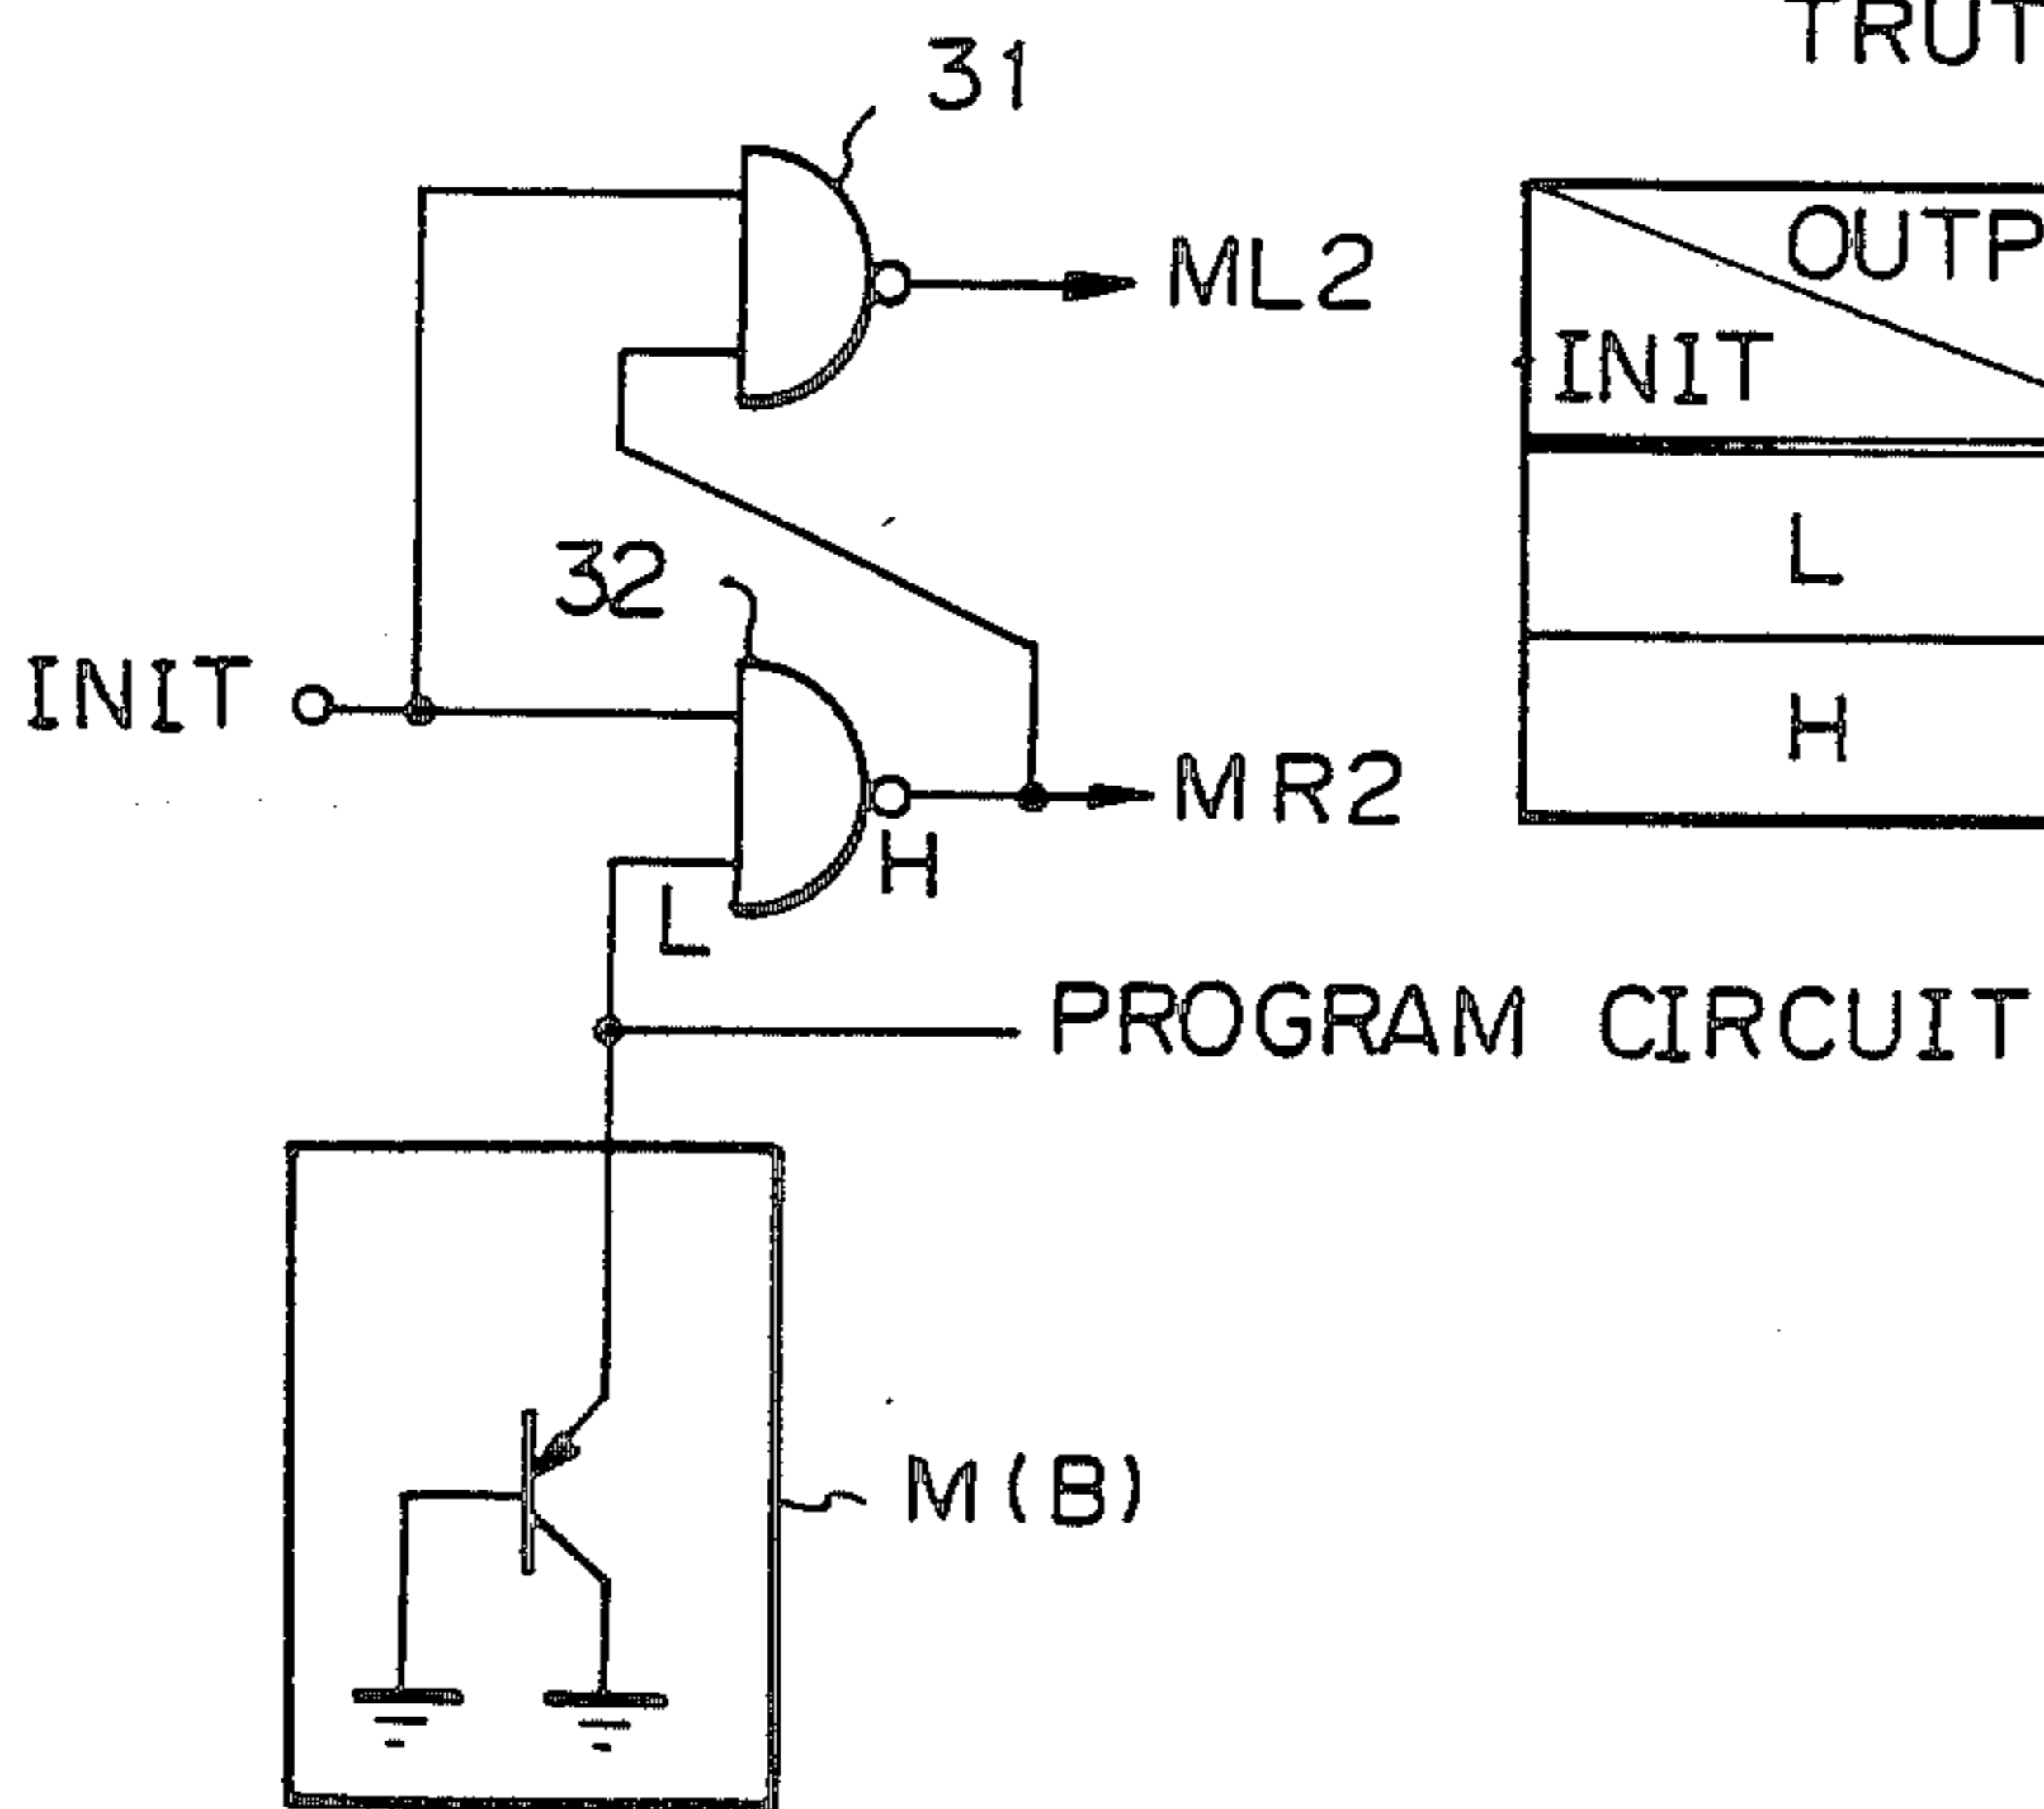 TRUT
31
OUTP
ML2
INIT
L
32
INIT
H
MR2
H
L
PROGRAM CIRCUIT
M(B)